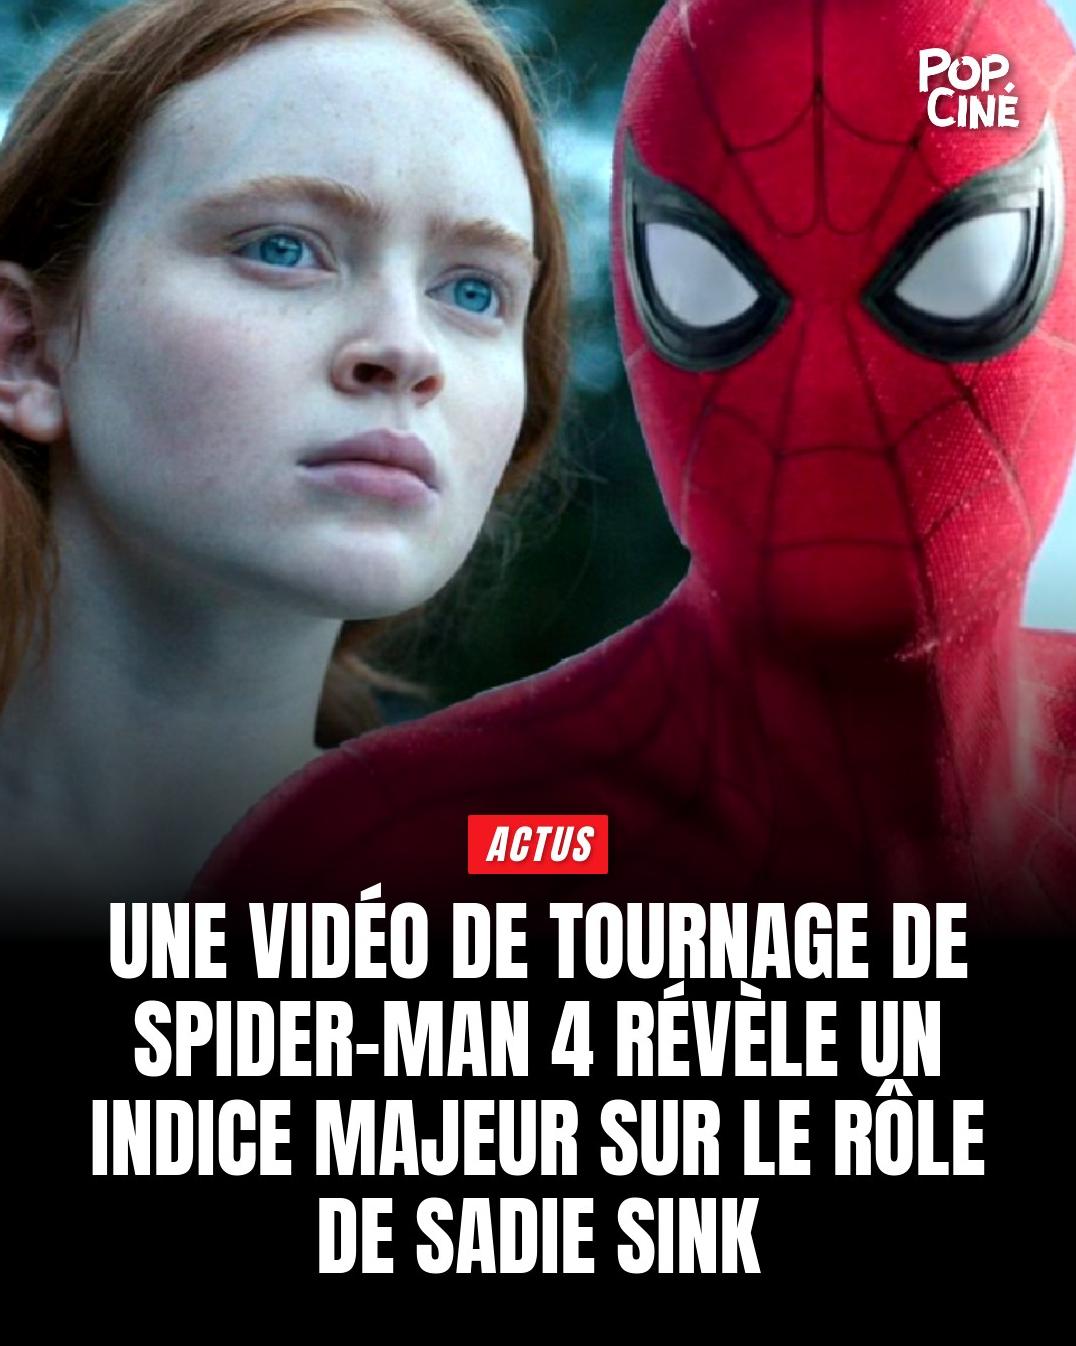 POP.
CINÉ
ACTUS
UNE VIDÉO DE TOURNAGE DE
SPIDER-MAN 4 RÉVÈLE UN
INDICE MAJEUR SUR LE RÔLE
DE SADIE SINK